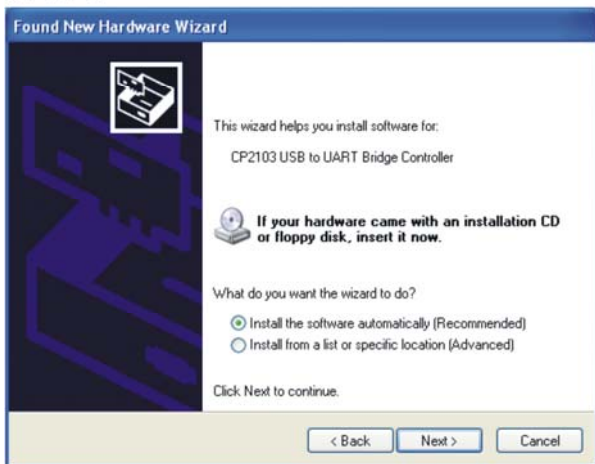 Found New Hardware Wizard
This wizard helps you install software for:
CP2103 USB to UART Bridge Controller
If your hardware came with an installation CD
or floppy disk, insert it now.
What do you want the wizard to do?
Install the software automatically (Recommended)
Install from a list or specific location (Advanced)
Click Next to continue.
< Back Next > Cancel